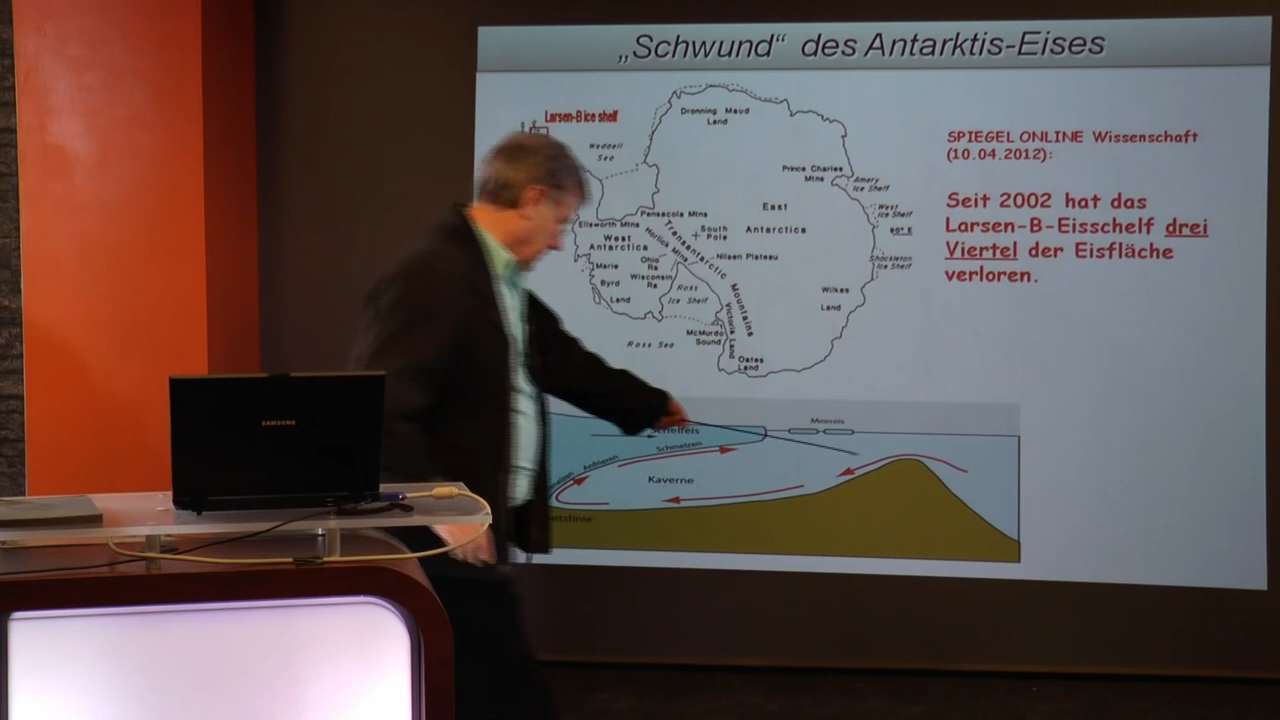 „Schwund“ des Antarktis-Eises
Larsen-B ice shelf
Dronning Maud
Land
Weddell
Sea
Prince Charles
Mtns
Amery
Ice Shelf
West
Ice Shelf
90° E
Shackleton
Ice Shelf
East
Antarctica
Pensacola Mtns
South
Pole
Ellsworth Mtns
West
Antarctica
Horlick Mtns
Transantarctic Mountains
Nilsen Plateau
Ohio
Ra
Wisconsin
Ra
Marie
Byrd
Land
Ross
Ice Shelf
Wilkes
Land
Victoria Land
McMurdo
Sound
Ross Sea
Oates
Land
SPIEGEL ONLINE Wissenschaft
(10.04.2012):
Seit 2002 hat das
Larsen-B-Eisschelf drei
Viertel der Eisfläche
verloren.
Schelfeis
Meereis
Schmelzen
Anfrieren
Kaverne
SAMSUNG